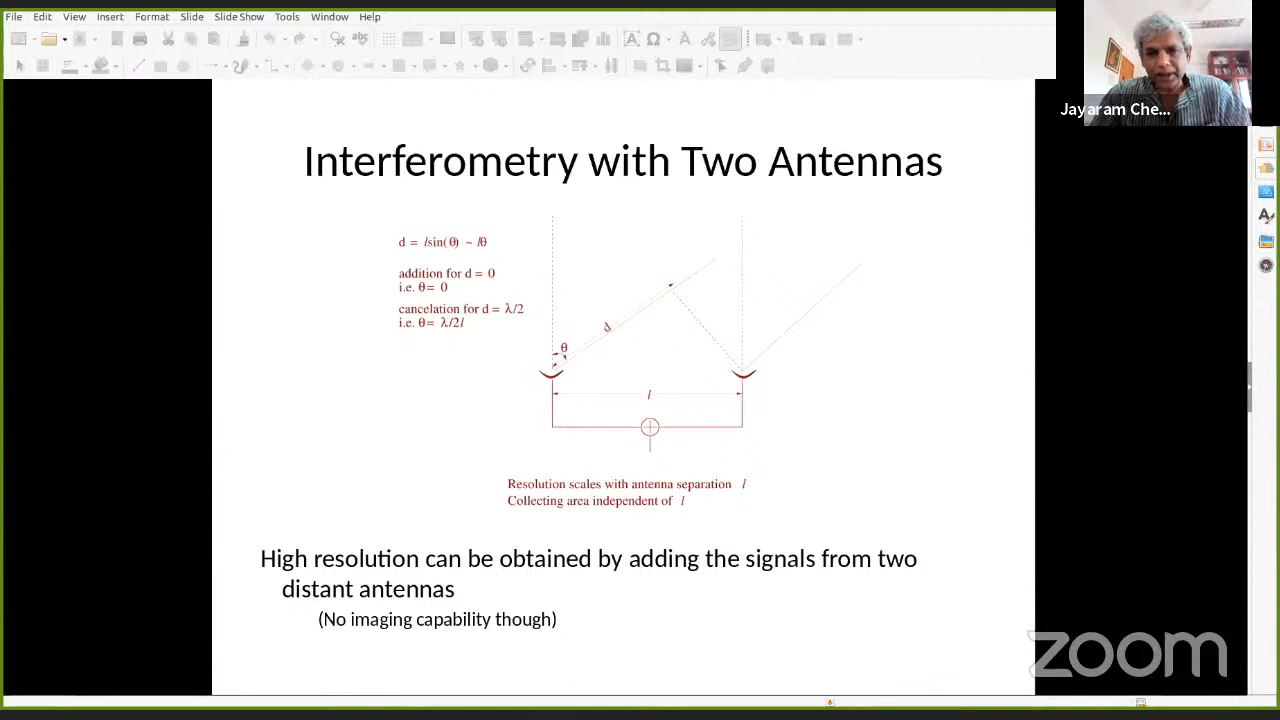 File Edit View Insert Format Slide Slide Show Tools Window Help
Jayaram Che...
Interferometry with Two Antennas
d = lsin(θ) ~ lθ
addition for d = 0
i.e. θ= 0
cancelation for d = λ/2
i.e. θ= λ/2l
d
θ
l
Resolution scales with antenna separation l
Collecting area independent of l
High resolution can be obtained by adding the signals from two
distant antennas
(No imaging capability though)
zoom